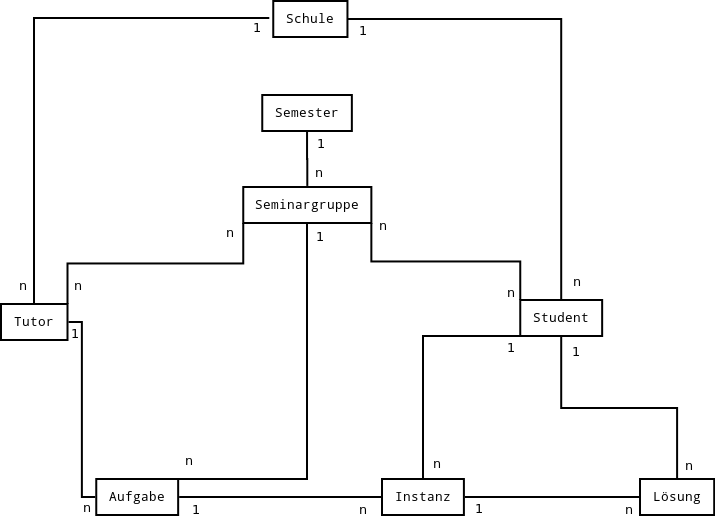 Schule
1
1
Semester
1
n
Seminargruppe
n
1
n
n
n
n
n
Tutor
1
Student
1
1
n
n
n
Aufgabe
Instanz
Lösung
n
1
n
1
n